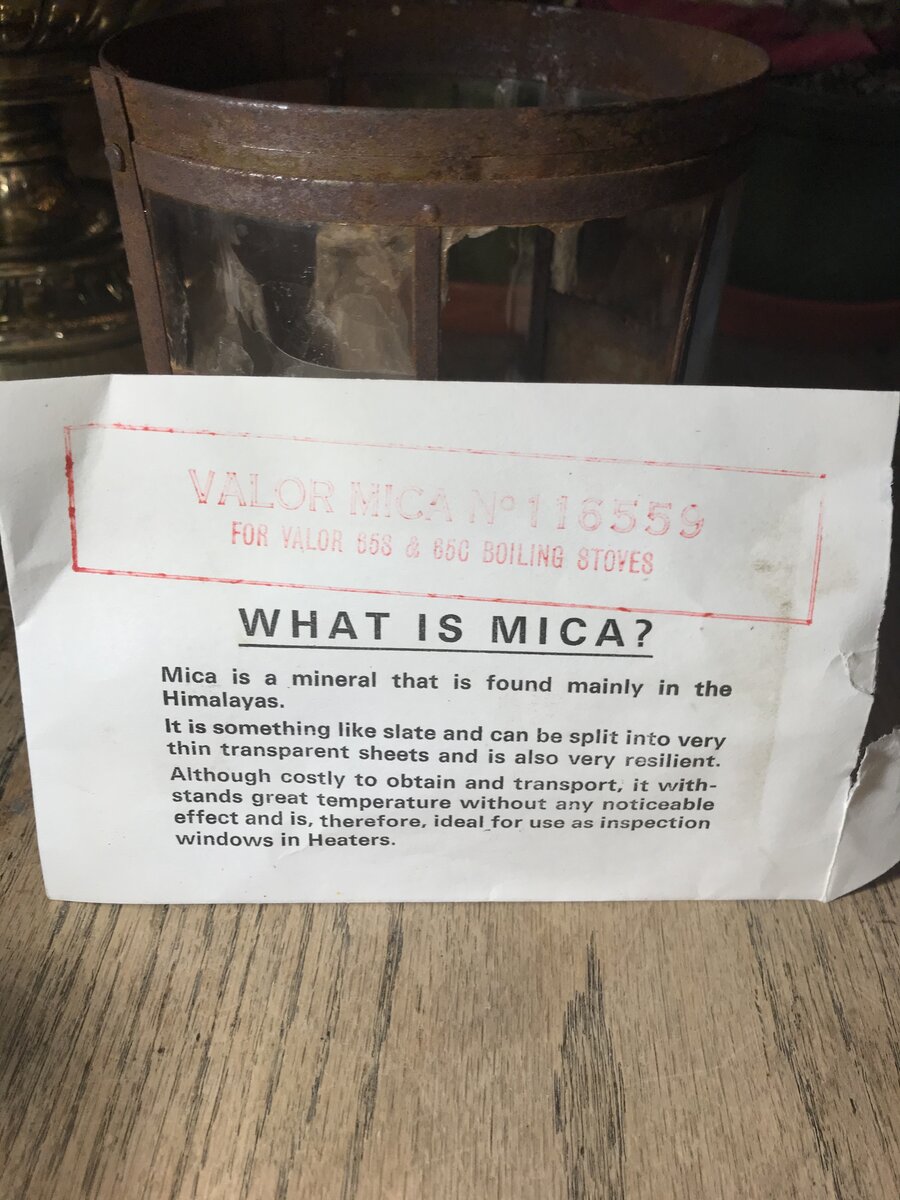 VALOR MICA Nº 116559
FOR VALOR 65S & 65C BOILING STOVES
WHAT IS MICA?
Mica is a mineral that is found mainly in the
Himalayas.
It is something like slate and can be split into very
thin transparent sheets and is also very resilient.
Although costly to obtain and transport, it with-
stands great temperature without any noticeable
effect and is, therefore, ideal for use as inspection
windows in Heaters.